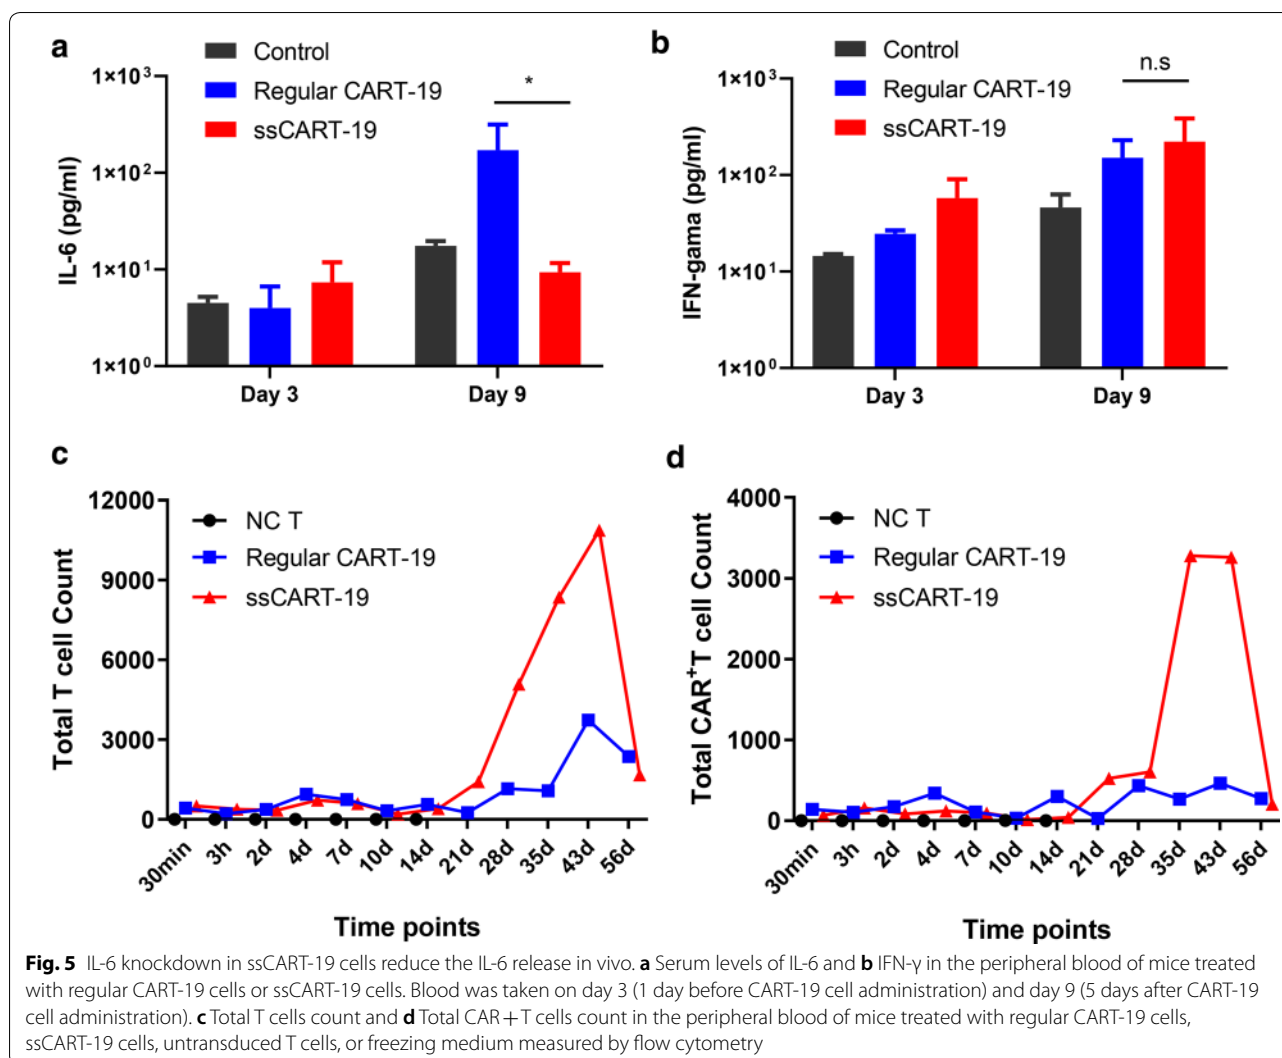 a
Control
Regular CART-19
ssCART-19
1×10³
1×10²
1×10¹
1×10⁰
IL-6 (pg/ml)
*
Day 3
Day 9
b
Control
Regular CART-19
ssCART-19
1×10³
1×10²
1×10¹
1×10⁰
IFN-gama (pg/ml)
n.s
Day 3
Day 9
c
NC T
Regular CART-19
ssCART-19
12000
9000
6000
3000
0
Total T cell Count
30min
3h
2d
4d
7d
10d
14d
21d
28d
35d
43d
56d
Time points
d
NC T
Regular CART-19
ssCART-19
4000
3000
2000
1000
0
Total CAR⁺T cell Count
30min
3h
2d
4d
7d
10d
14d
21d
28d
35d
43d
56d
Time points
Fig. 5 IL-6 knockdown in ssCART-19 cells reduce the IL-6 release in vivo. a Serum levels of IL-6 and b IFN-γ in the peripheral blood of mice treated
with regular CART-19 cells or ssCART-19 cells. Blood was taken on day 3 (1 day before CART-19 cell administration) and day 9 (5 days after CART-19
cell administration). c Total T cells count and d Total CAR+T cells count in the peripheral blood of mice treated with regular CART-19 cells,
ssCART-19 cells, untransduced T cells, or freezing medium measured by flow cytometry